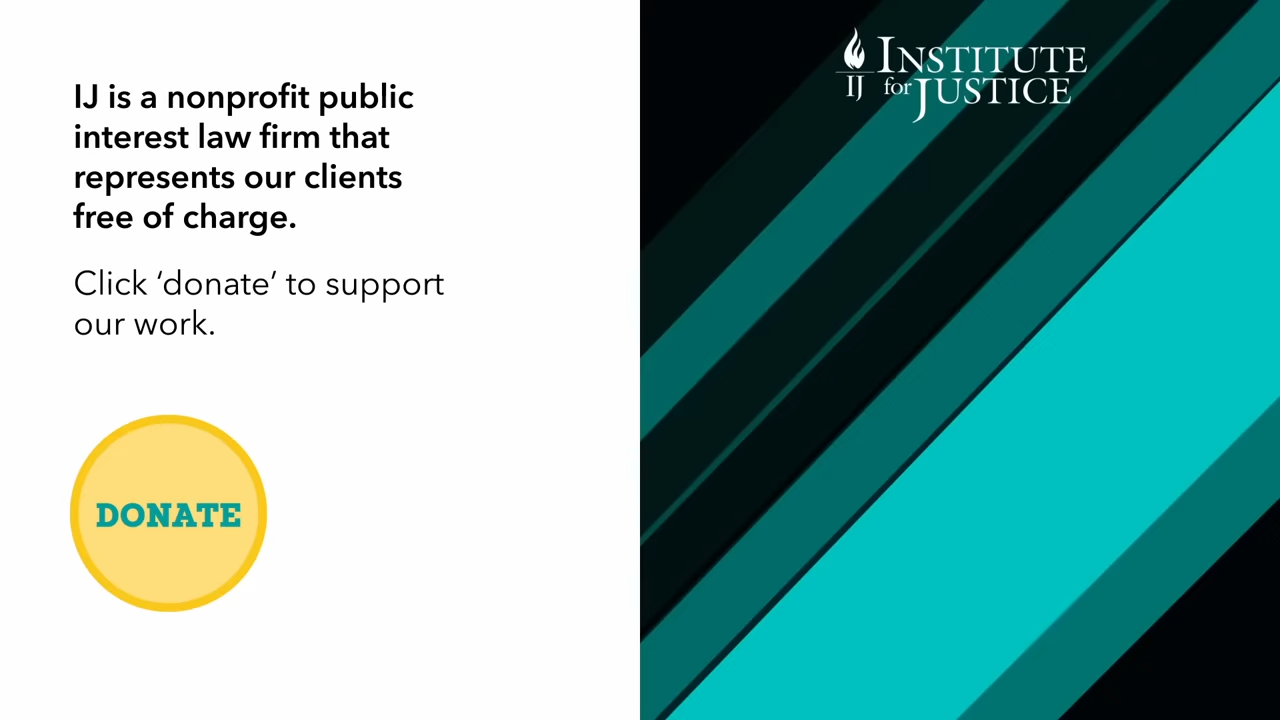 IJ is a nonprofit public
interest law firm that
represents our clients
free of charge.
Click ‘donate’ to support
our work.
DONATE
INSTITUTE
IJ for JUSTICE